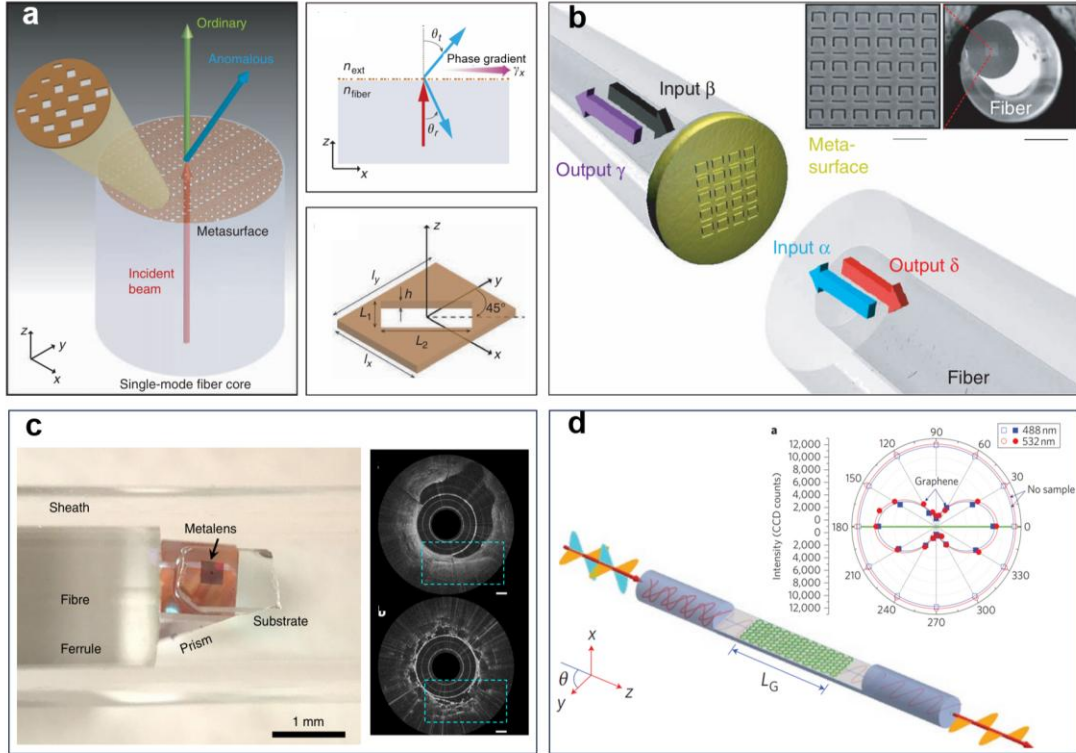 a
Ordinary
Anomalous
Metasurface
Incident
beam
z
y
x
Single-mode fiber core
θt
Phase gradient
γx
next
nfiber
θr
z
x
z
ly
y
h
L1
45°
L2
lx
x
b
Input β
Output γ
Fiber
Meta-
surface
Input α
Output δ
Fiber
c
Sheath
Metalens
Fibre
Substrate
Prism
Ferrule
1 mm
d
a
488 nm
532 nm
12,000
10,000
8,000
6,000
4,000
2,000
0
2,000
4,000
6,000
8,000
10,000
12,000
Intensity (CCD counts)
90
120
60
150
30
Graphene
No sample
180
0
210
330
240
300
270
x
θ
y
z
LG